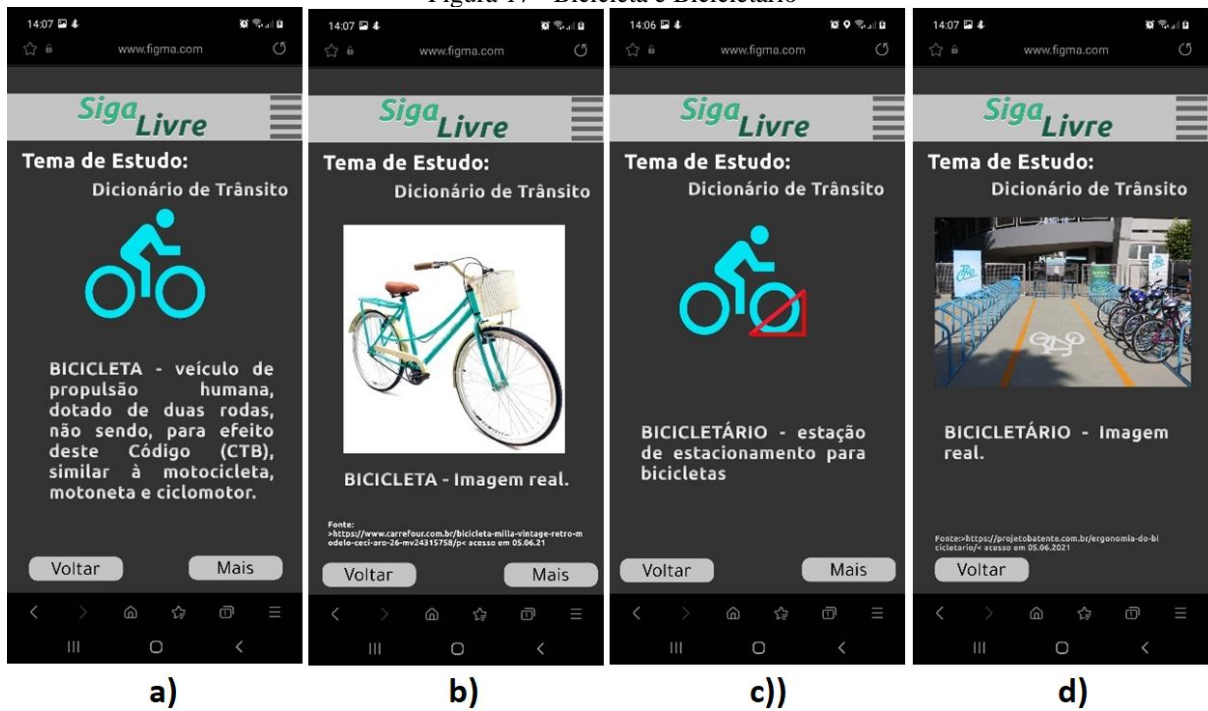 Figura 17 - Bicicleta e Bicicletário
14:07
www.figma.com
Siga
Livre
Tema de Estudo:
Dicionário de Trânsito
BICICLETA - veículo de
propulsão humana,
dotado de duas rodas,
não sendo, para efeito
deste Código (CTB),
similar à motocicleta,
motoneta e ciclomotor.
Voltar
Mais
a)
14:07
www.figma.com
Siga
Livre
Tema de Estudo:
Dicionário de Trânsito
BICICLETA - Imagem real.
Fonte:
>https://www.carrefour.com.br/bicicleta-milla-vintage-retro-m
odelo-ceci-aro-26-mv24315758/p< acesso em 05.06.21
Voltar
Mais
b)
14:06
www.figma.com
Siga
Livre
Tema de Estudo:
Dicionário de Trânsito
BICICLETÁRIO - estação
de estacionamento para
bicicletas
Voltar
Mais
c))
14:07
www.figma.com
Siga
Livre
Tema de Estudo:
Dicionário de Trânsito
BICICLETÁRIO - Imagem
real.
Fonte:>https://projetobatente.com.br/ergonomia-do-bi
cicletario/< acesso em 05.06.2021
Voltar
d)